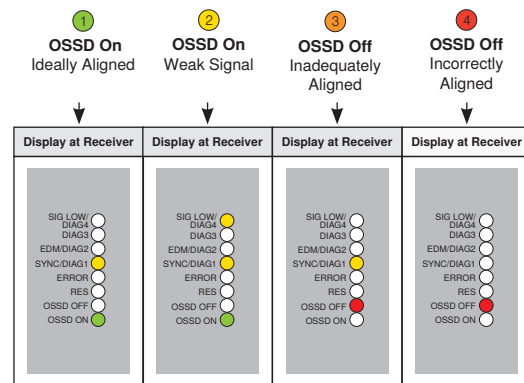 1
OSSD On
Ideally Aligned
2
OSSD On
Weak Signal
3
OSSD Off
Inadequately
Aligned
4
OSSD Off
Incorrectly
Aligned
Display at Receiver
Display at Receiver
Display at Receiver
Display at Receiver
SIG LOW/
DIAG4
DIAG3
EDM/DIAG2
SYNC/DIAG1
ERROR
RES
OSSD OFF
OSSD ON
SIG LOW/
DIAG4
DIAG3
EDM/DIAG2
SYNC/DIAG1
ERROR
RES
OSSD OFF
OSSD ON
SIG LOW/
DIAG4
DIAG3
EDM/DIAG2
SYNC/DIAG1
ERROR
RES
OSSD OFF
OSSD ON
SIG LOW/
DIAG4
DIAG3
EDM/DIAG2
SYNC/DIAG1
ERROR
RES
OSSD OFF
OSSD ON